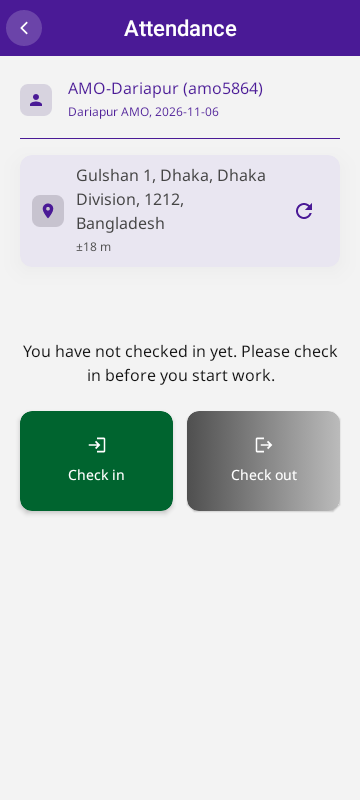 Attendance
AMO-Dariapur (amo5864)
Dariapur AMO, 2026-11-06
Gulshan 1, Dhaka, Dhaka
Division, 1212,
Bangladesh
±18 m
You have not checked in yet. Please check
in before you start work.
Check in
Check out